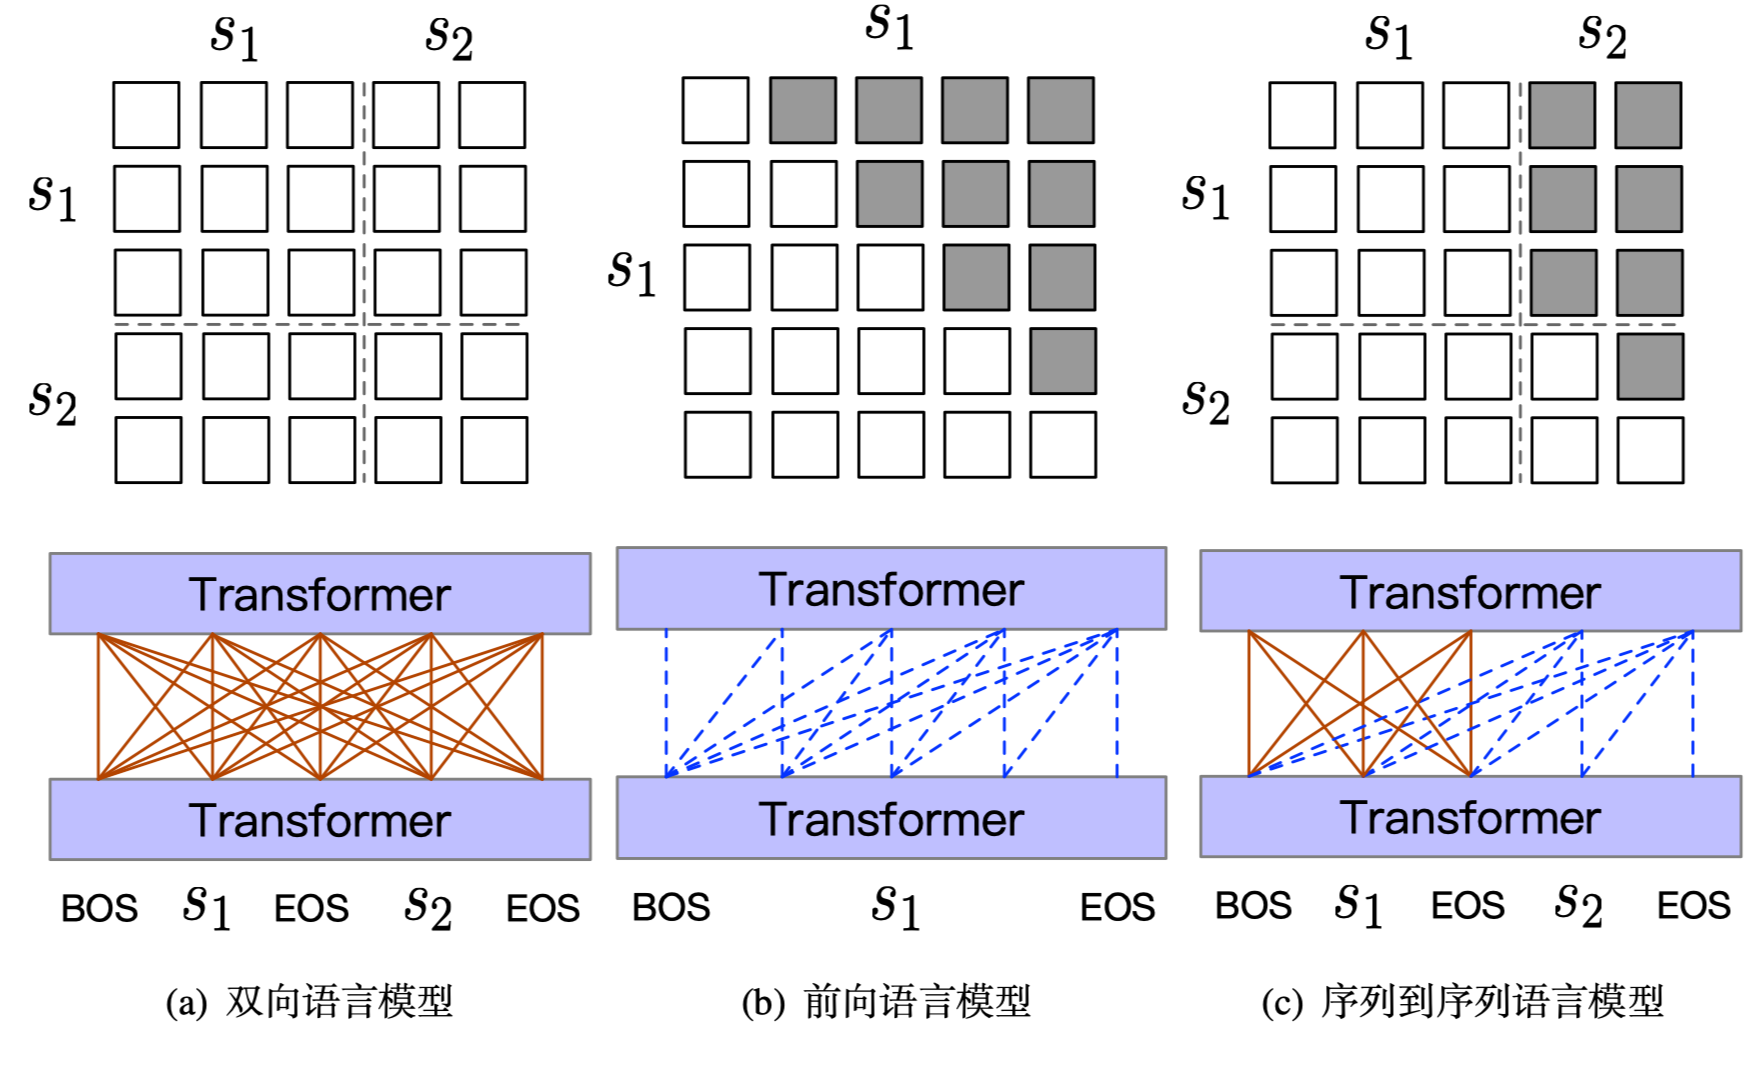 s1 s2
s1
s2
s1
s1
s1 s2
s1
s2
Transformer
Transformer
BOS s1 EOS s2 EOS
(a) 双向语言模型
Transformer
Transformer
BOS s1 EOS
(b) 前向语言模型
Transformer
Transformer
BOS s1 EOS s2 EOS
(c) 序列到序列语言模型